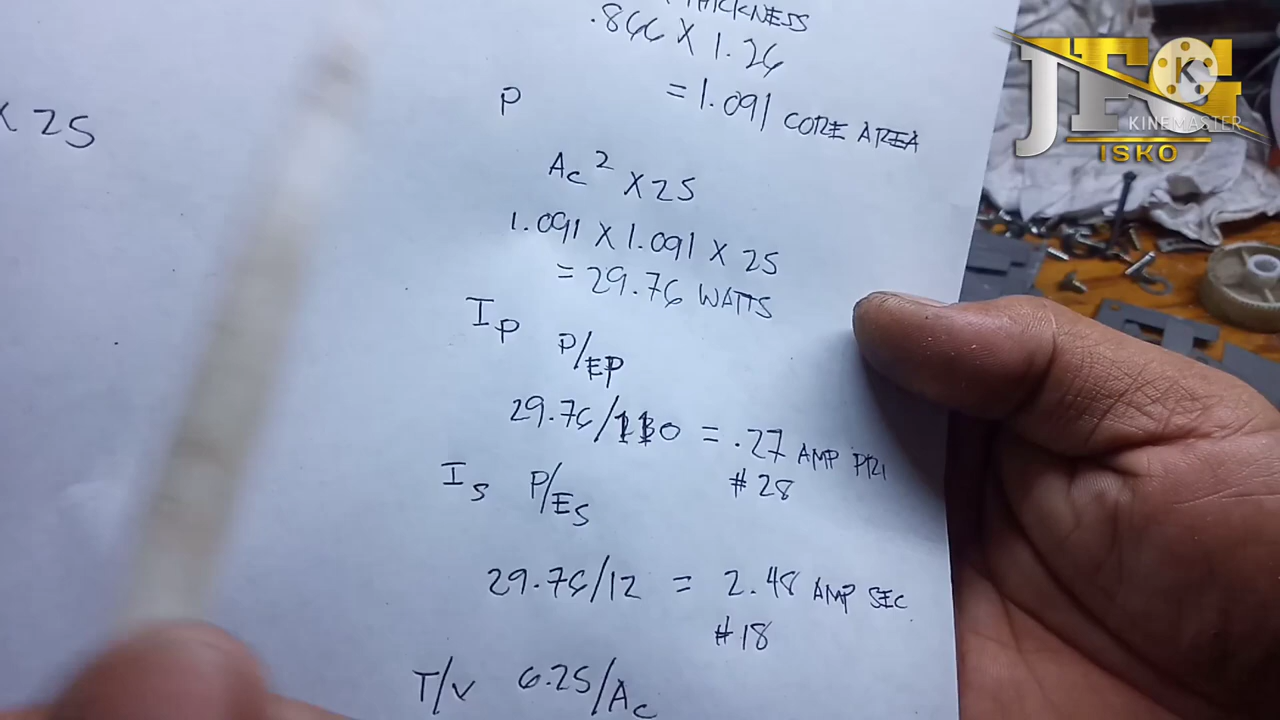 THICKNESS
.866 X 1.26
= 1.091 CORE AREA
X 25
P
Ac² X 25
1.091 X 1.091 X 25
= 29.76 WATTS
Ip P/EP
29.76/110 = .27 AMP PRI
#28
Is P/Es
29.76/12 = 2.48 AMP SEC
#18
T/V 6.25/Ac
JFG
K
KINEMASTER
ISKO